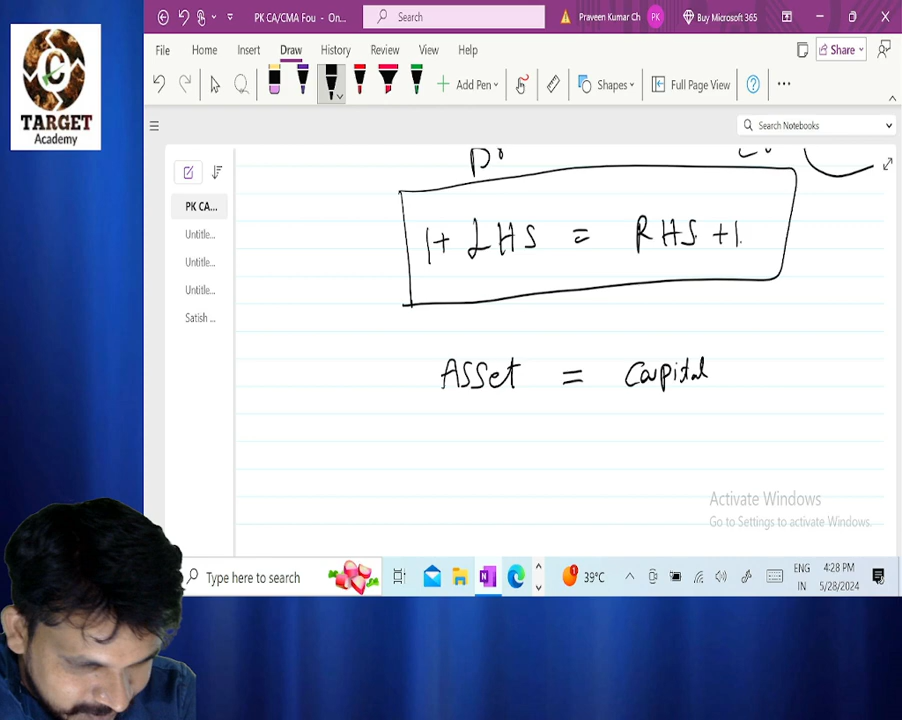 PK CA/CMA Fou - On...
Search
Praveen Kumar Ch
PK
Buy Microsoft 365
File
Home
Insert
Draw
History
Review
View
Help
Share
TARGET
Academy
Add Pen
Shapes
Full Page View
Search Notebooks
PK CA...
Untitle...
Untitle...
Untitle...
Satish ...
1+ LHS = RHS +1
Asset = Capital
Activate Windows
Go to Settings to activate Windows.
Type here to search
39°C
ENG
IN
4:28 PM
5/28/2024